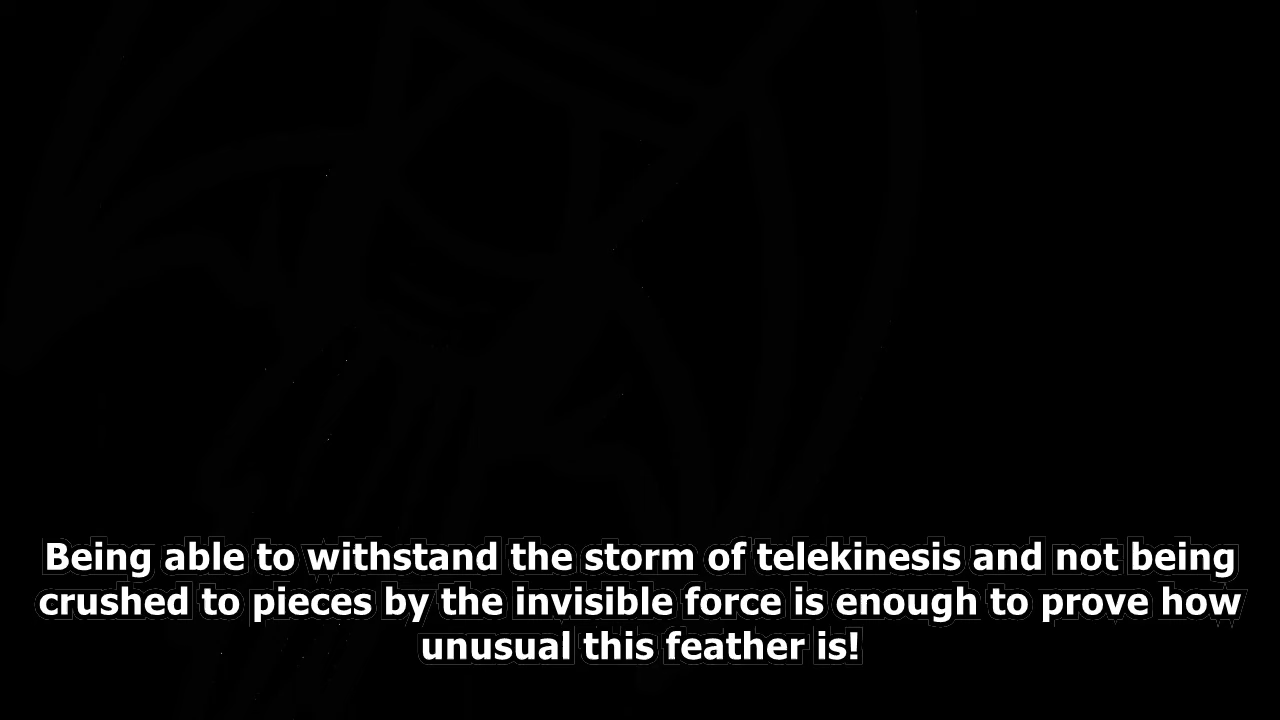 Being able to withstand the storm of telekinesis and not being
crushed to pieces by the invisible force is enough to prove how
unusual this feather is!